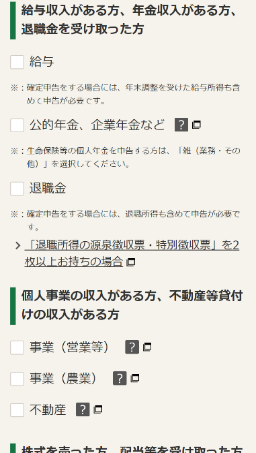 給与収入がある方、年金収入がある方、
退職金を受け取った方
給与
※：確定申告をする場合には、年末調整を受けた給与所得も含
めて申告が必要です。
公的年金、企業年金など ?
※：生命保険等の個人年金を申告する方は、「雑（業務・その
他）」を選択してください。
退職金
※：確定申告をする場合には、退職所得も含めて申告が必要で
す。
「退職所得の源泉徴収票・特別徴収票」を2
枚以上お持ちの場合
個人事業の収入がある方、不動産等貸付
けの収入がある方
事業（営業等） ?
事業（農業） ?
不動産 ?
株式を売った方、配当等を受け取った方